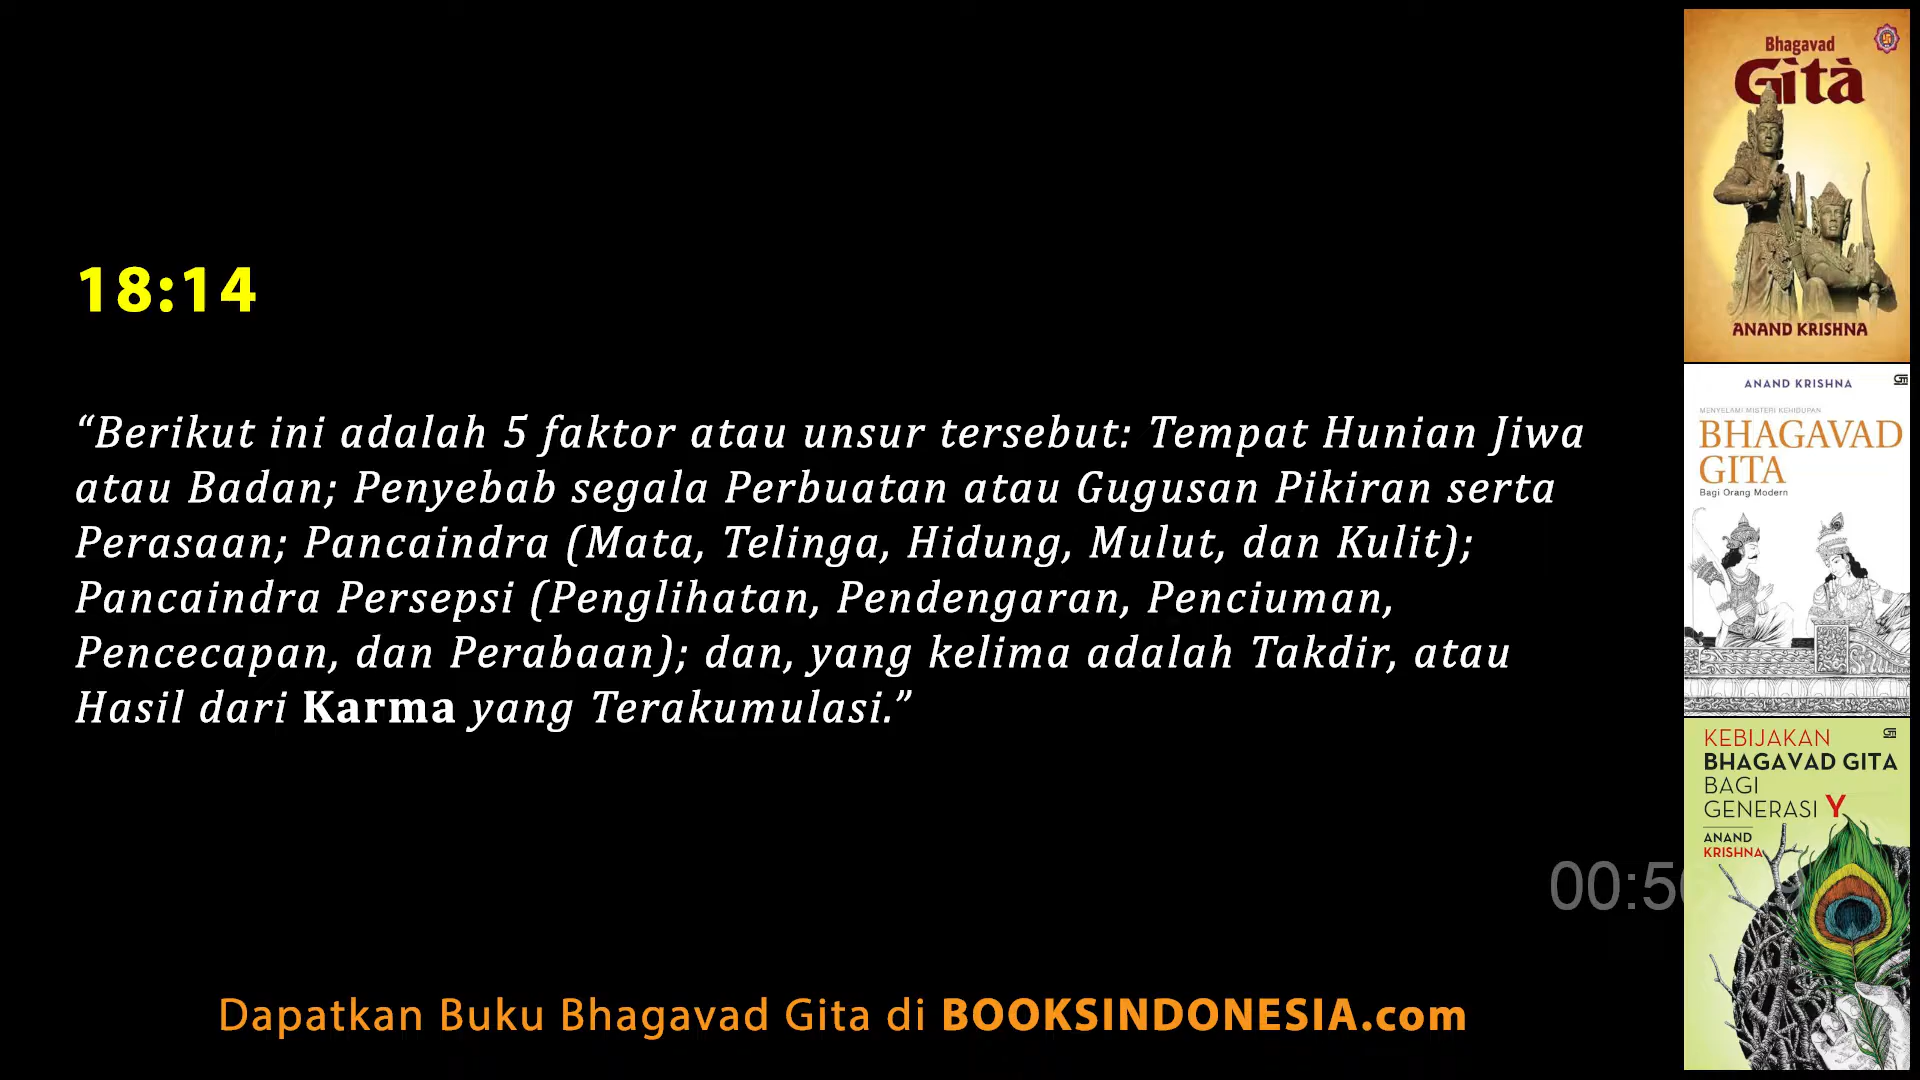 18:14
“Berikut ini adalah 5 faktor atau unsur tersebut: Tempat Hunian Jiwa
atau Badan; Penyebab segala Perbuatan atau Gugusan Pikiran serta
Perasaan; Pancaindra (Mata, Telinga, Hidung, Mulut, dan Kulit);
Pancaindra Persepsi (Penglihatan, Pendengaran, Penciuman,
Pencecapan, dan Perabaan); dan, yang kelima adalah Takdir, atau
Hasil dari Karma yang Terakumulasi.”
Dapatkan Buku Bhagavad Gita di BOOKSINDONESIA.com
Bhagavad
Gità
ANAND KRISHNA
ANAND KRISHNA
MENYELAMI MISTERI KEHIDUPAN
BHAGAVAD
GITA
Bagi Orang Modern
KEBIJAKAN
BHAGAVAD GITA
BAGI
GENERASI Y
ANAND
KRISHNA